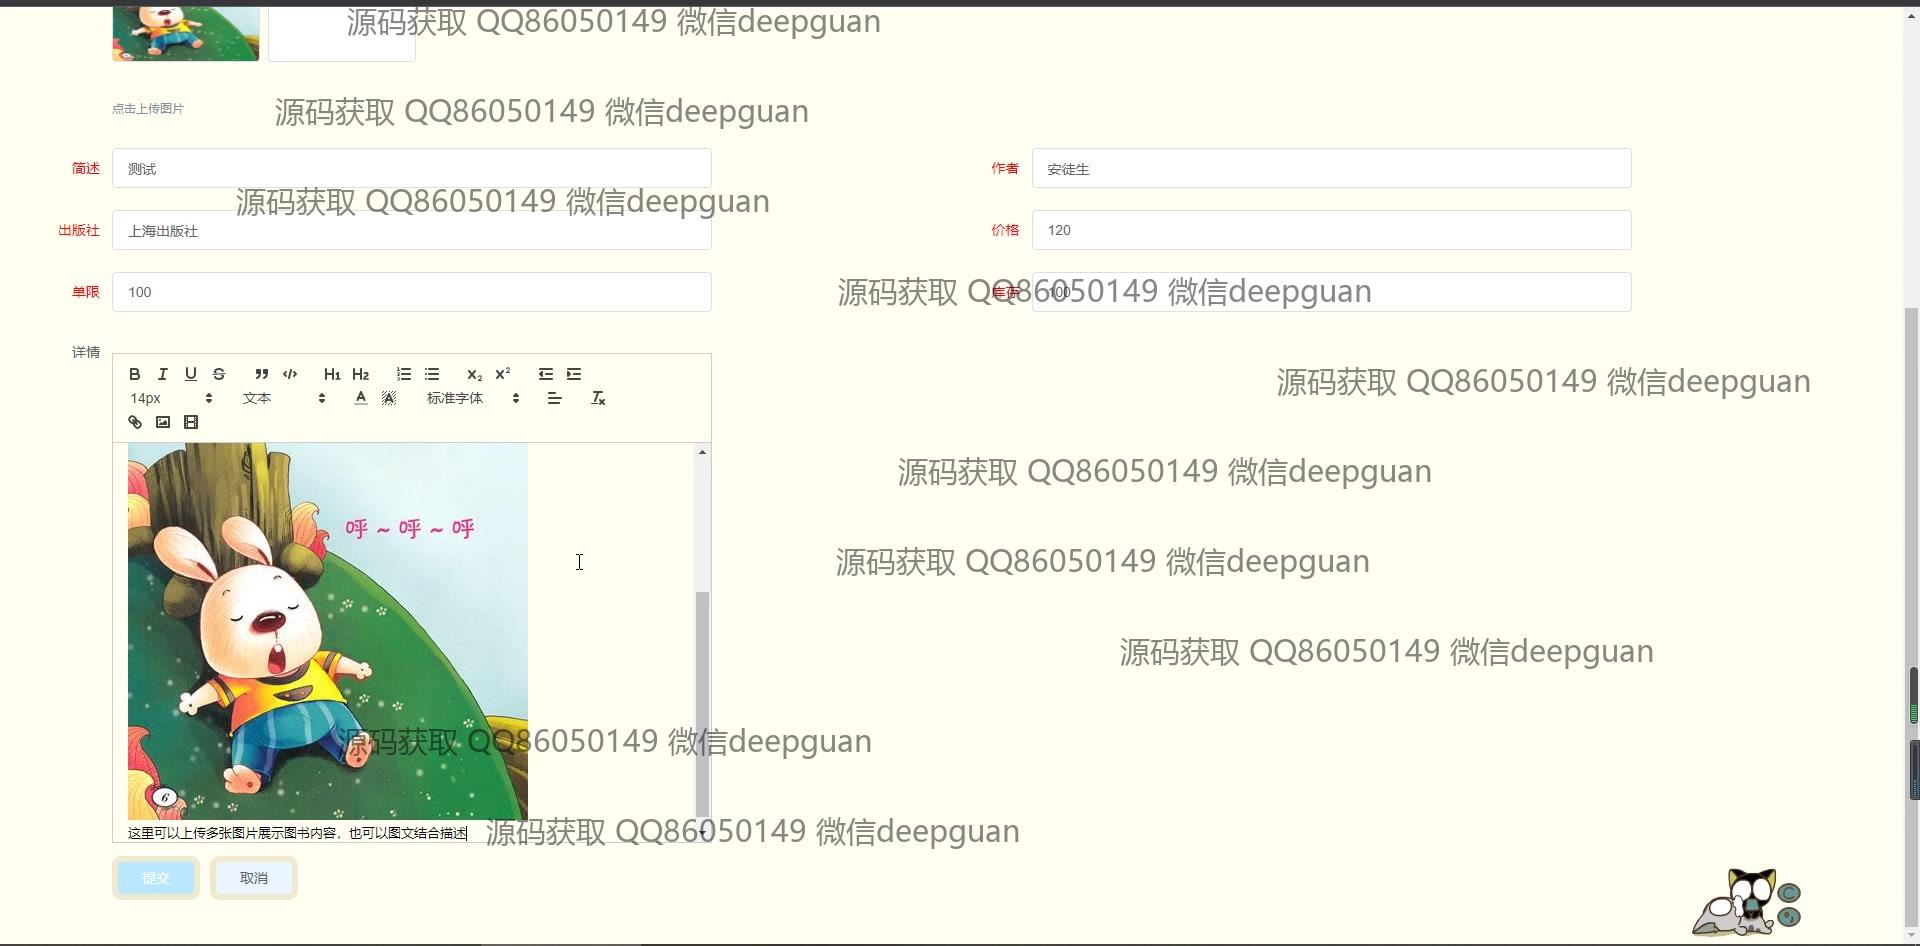 源码获取 QQ86050149 微信deepguan
点击上传图片
源码获取 QQ86050149 微信deepguan
简述
测试
作者
安徒生
源码获取 QQ86050149 微信deepguan
出版社
上海出版社
价格
120
单限
100
库存
100
源码获取 QQ86050149 微信deepguan
详情
B I U S H1 H2 X2 X2
14px
文本
A
标准字体
源码获取 QQ86050149 微信deepguan
源码获取 QQ86050149 微信deepguan
呼~呼~呼
源码获取 QQ86050149 微信deepguan
源码获取 QQ86050149 微信deepguan
源码获取 QQ86050149 微信deepguan
6
这里可以上传多张图片展示图书内容，也可以图文结合描述
源码获取 QQ86050149 微信deepguan
提交
取消